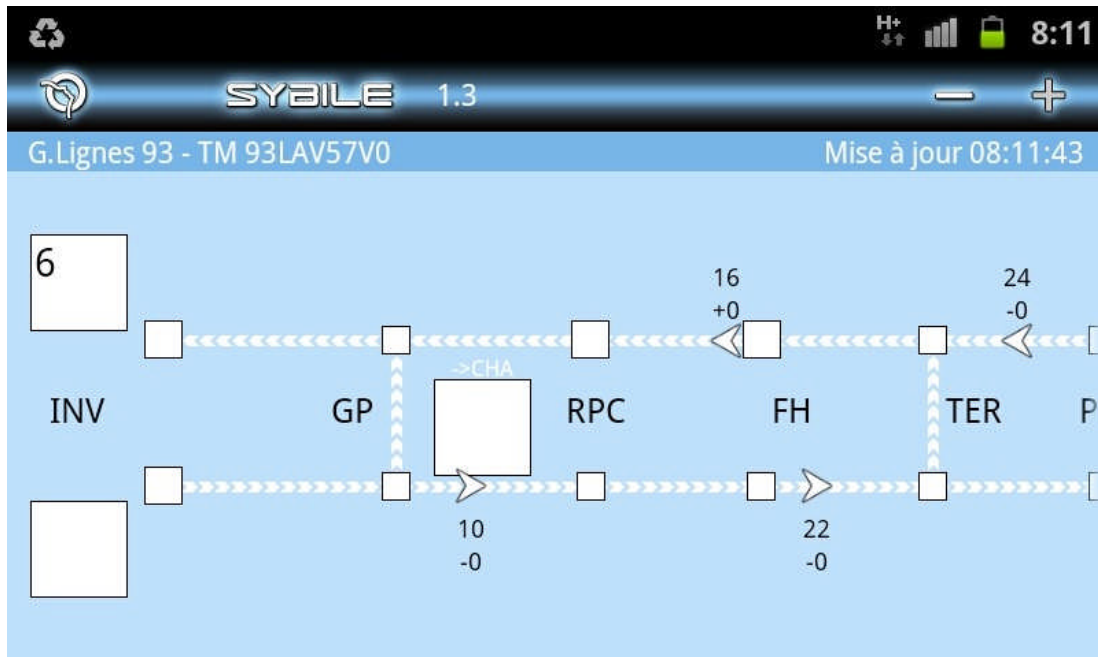 H+ 8:11
SYBILE 1.3
G.Lignes 93 - TM 93LAV57V0 Mise à jour 08:11:43
6
16
+0
24
-0
->CHA
INV GP RPC FH TER P
10
-0
22
-0